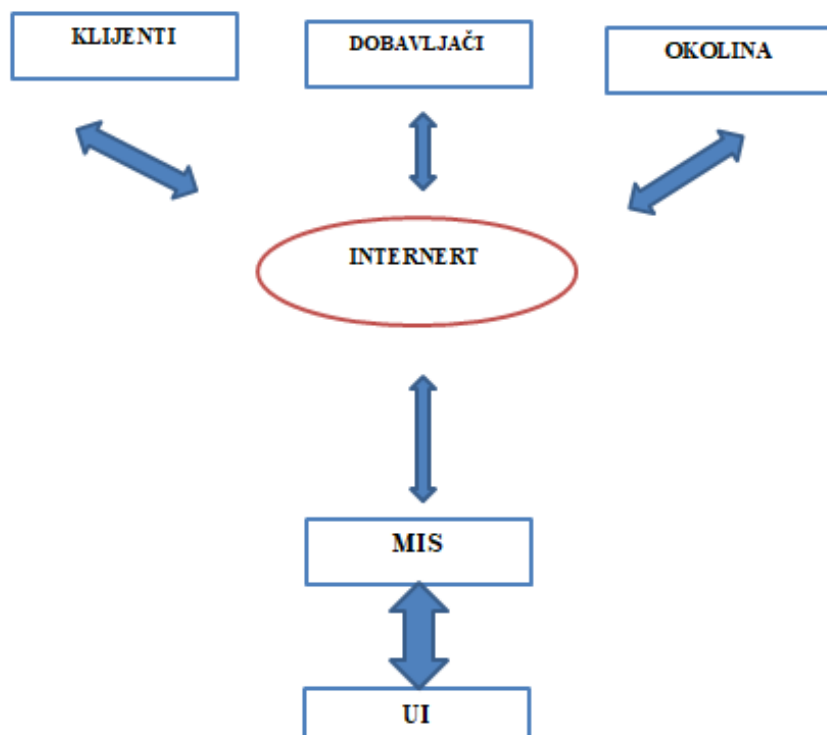 KLIJENTI
DOBAVLJAČI
OKOLINA
INTERNERT
MIS
UI